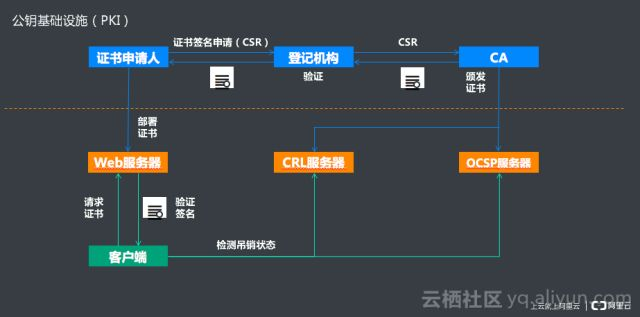 公钥基础设施（PKI）
证书签名申请（CSR）
CSR
证书申请人
登记机构
CA
验证
颁发
证书
部署
证书
Web服务器
CRL服务器
OCSP服务器
请求
证书
验证
签名
检测吊销状态
客户端
云栖社区 yq.aliyun.com
上云就上阿里云
阿里云